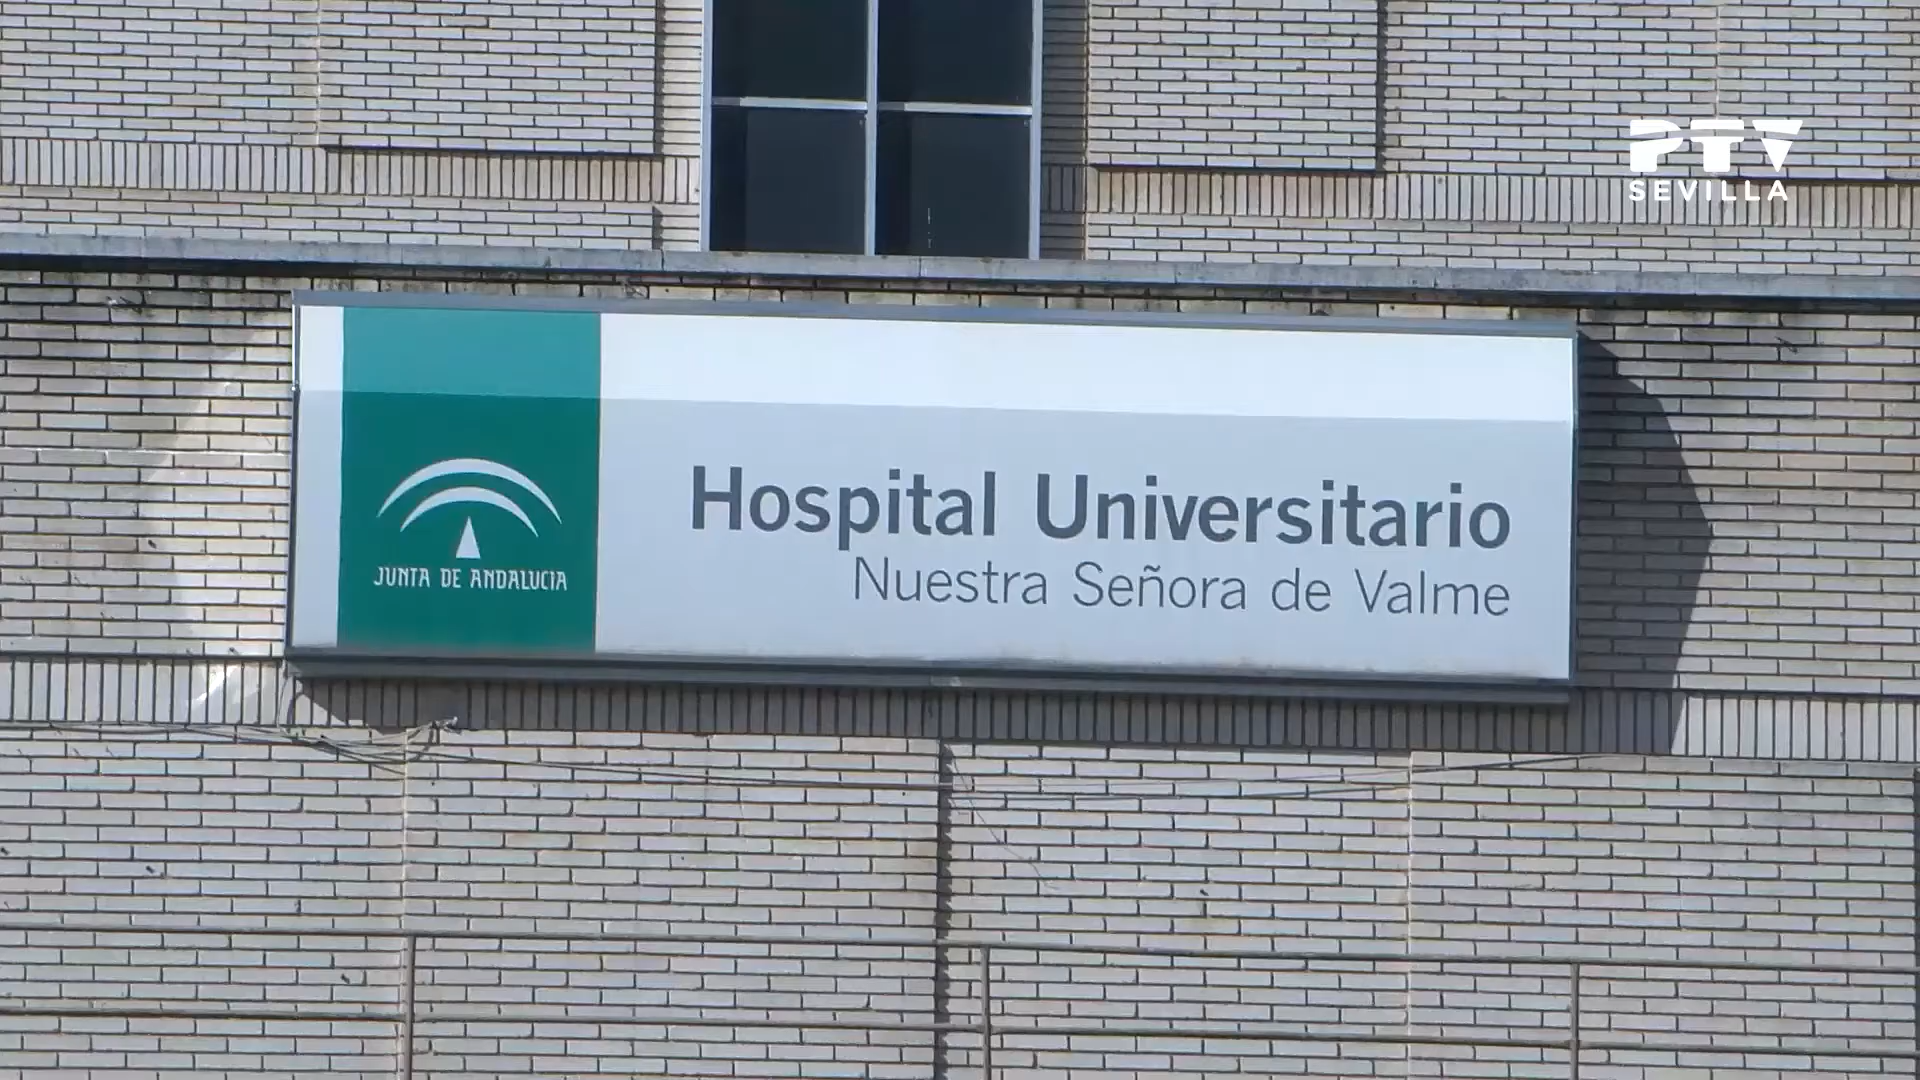 PTV
SEVILLA
Hospital Universitario
Nuestra Señora de Valme
JUNTA DE ANDALUCIA